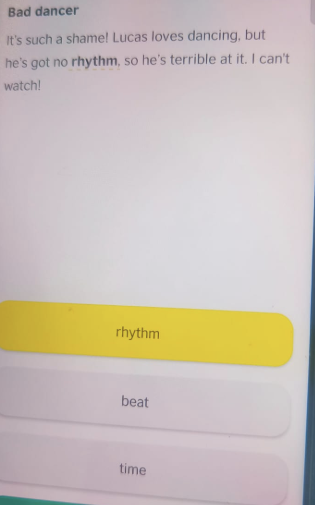 Bad dancer
It's such a shame! Lucas loves dancing, but
he's got no rhythm, so he's terrible at it. I can't
watch!
rhythm
beat
time